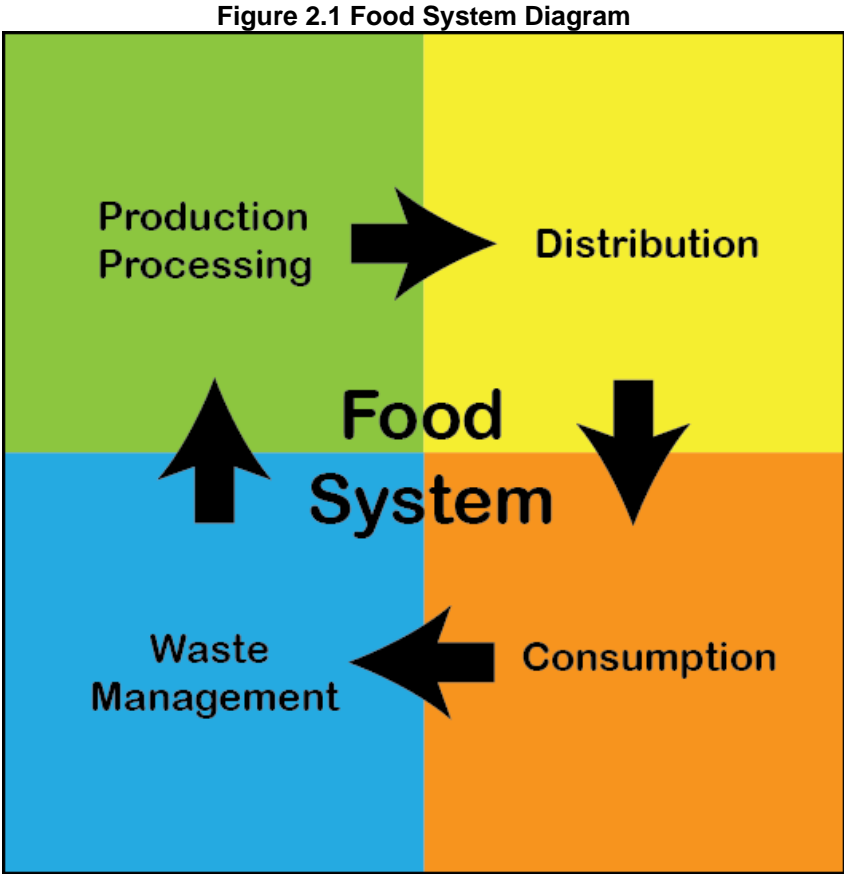 Figure 2.1 Food System Diagram
Production
Processing
Distribution
Food
System
Waste
Management
Consumption